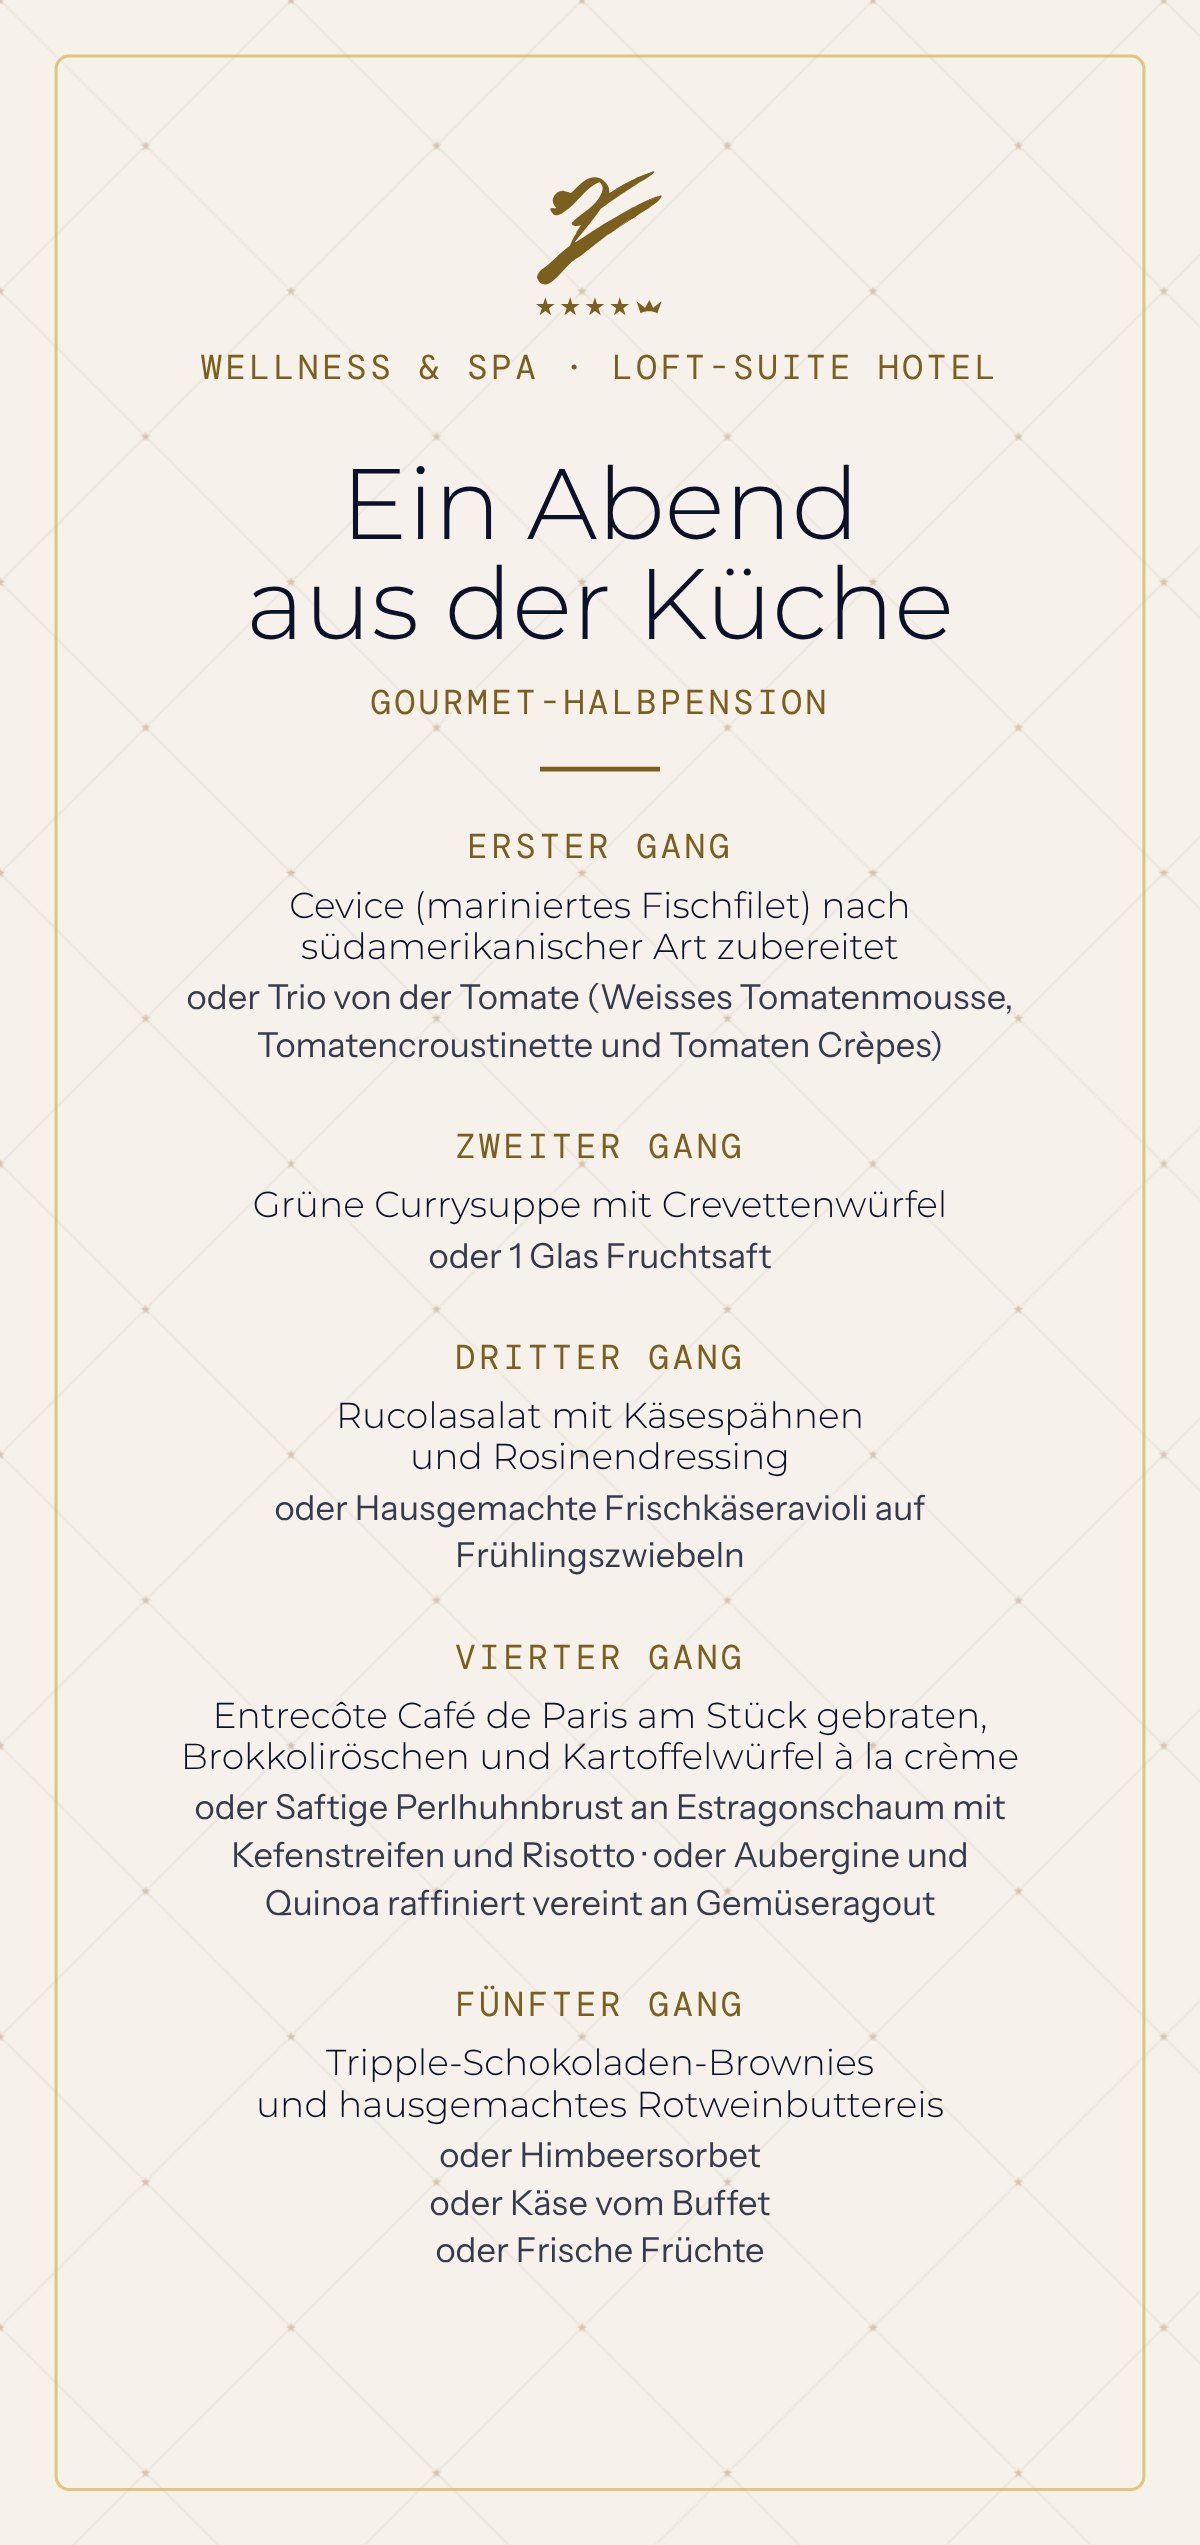 WELLNESS & SPA · LOFT-SUITE HOTEL
Ein Abend
aus der Küche
GOURMET-HALBPENSION
ERSTER GANG
Cevice (mariniertes Fischfilet) nach
südamerikanischer Art zubereitet
oder Trio von der Tomate (Weisses Tomatenmousse,
Tomatencroustinette und Tomaten Crèpes)
ZWEITER GANG
Grüne Currysuppe mit Crevettenwürfel
oder 1 Glas Fruchtsaft
DRITTER GANG
Rucolasalat mit Käsespähnen
und Rosinendressing
oder Hausgemachte Frischkäseravioli auf
Frühlingszwiebeln
VIERTER GANG
Entrecôte Café de Paris am Stück gebraten,
Brokkoliröschen und Kartoffelwürfel à la crème
oder Saftige Perlhuhnbrust an Estragonschaum mit
Kefenstreifen und Risotto · oder Aubergine und
Quinoa raffiniert vereint an Gemüseragout
FÜNFTER GANG
Tripple-Schokoladen-Brownies
und hausgemachtes Rotweinbuttereis
oder Himbeersorbet
oder Käse vom Buffet
oder Frische Früchte